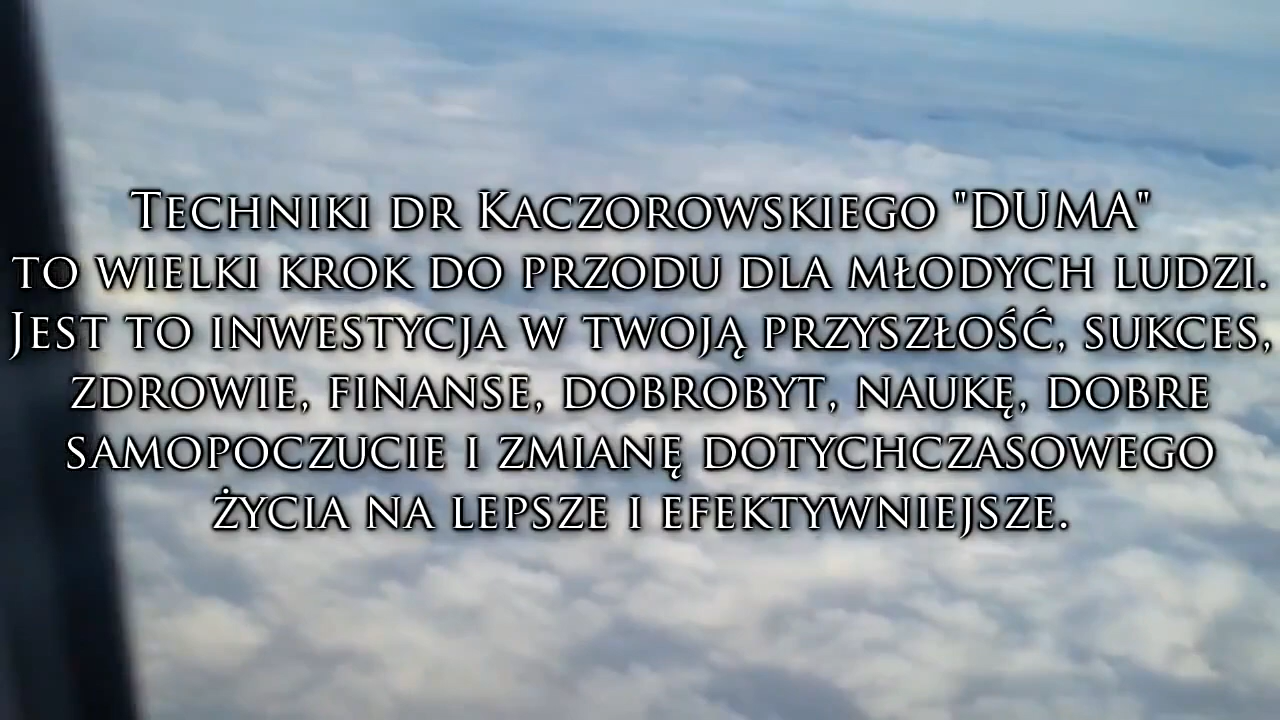 Techniki dr Kaczorowskiego "DUMA"
to wielki krok do przodu dla młodych ludzi.
Jest to inwestycja w twoją przyszłość, sukces,
zdrowie, finanse, dobrobyt, naukę, dobre
samopoczucie i zmianę dotychczasowego
życia na lepsze i efektywniejsze.